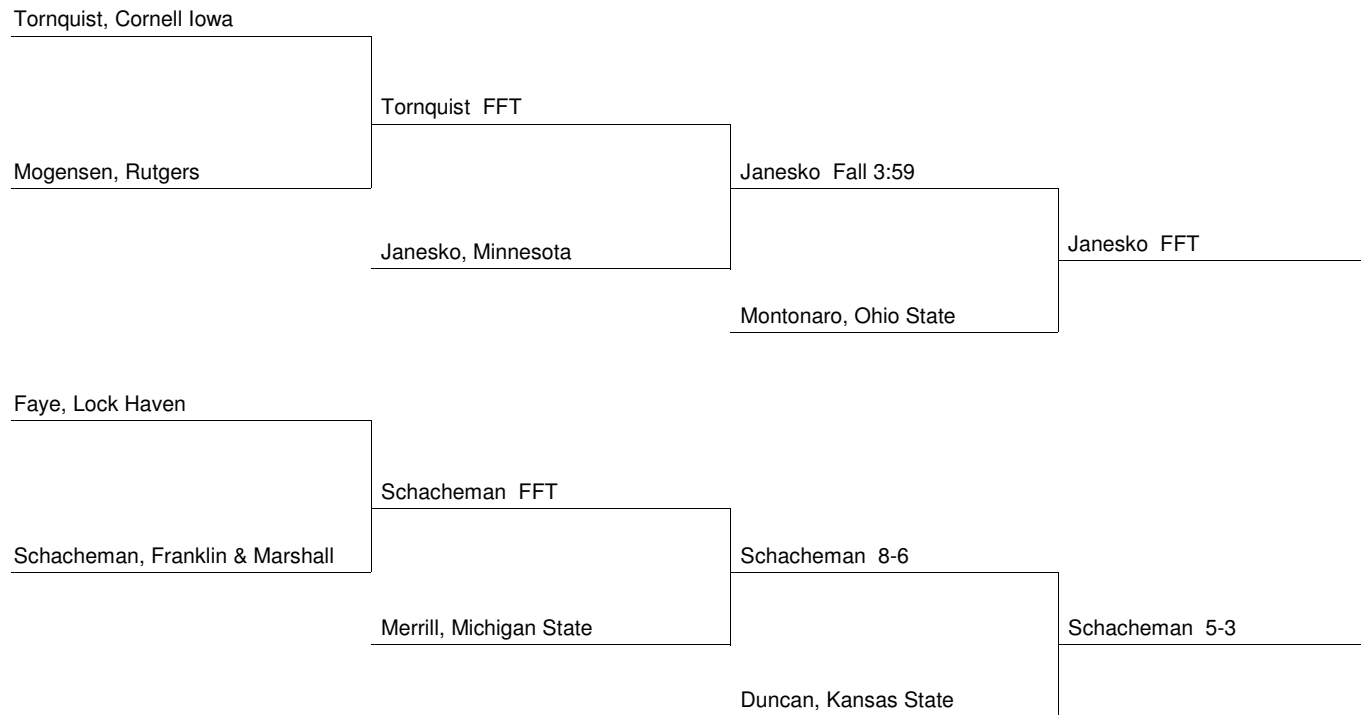 Tornquist, Cornell Iowa
Tornquist  FFT
Mogensen, Rutgers
Janesko  Fall 3:59
Janesko, Minnesota
Janesko  FFT
Montonaro, Ohio State
Faye, Lock Haven
Schacheman  FFT
Schacheman, Franklin & Marshall
Schacheman  8-6
Merrill, Michigan State
Schacheman  5-3
Duncan, Kansas State